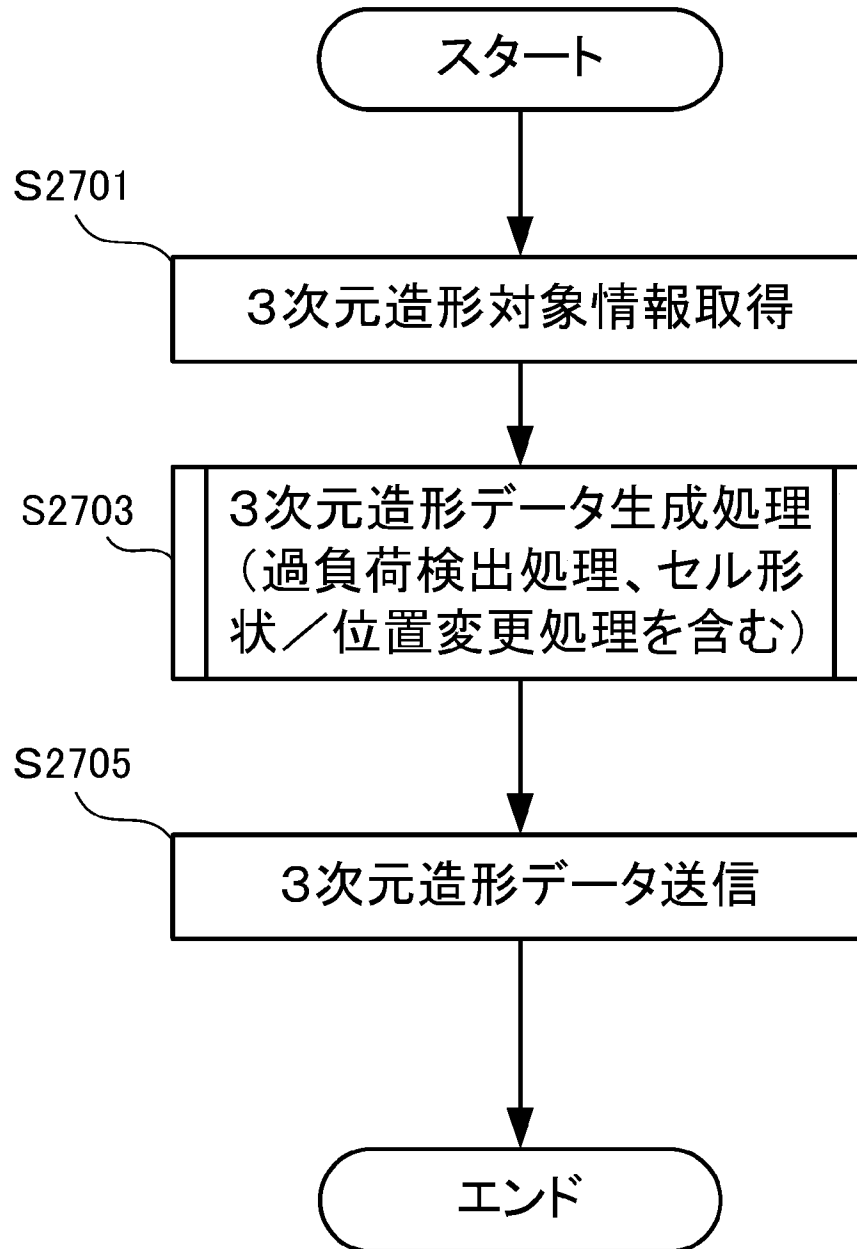 スタート
S2701
3次元造形対象情報取得
S2703
3次元造形データ生成処理
(過負荷検出処理、セル形
状/位置変更処理を含む)
S2705
3次元造形データ送信
エンド